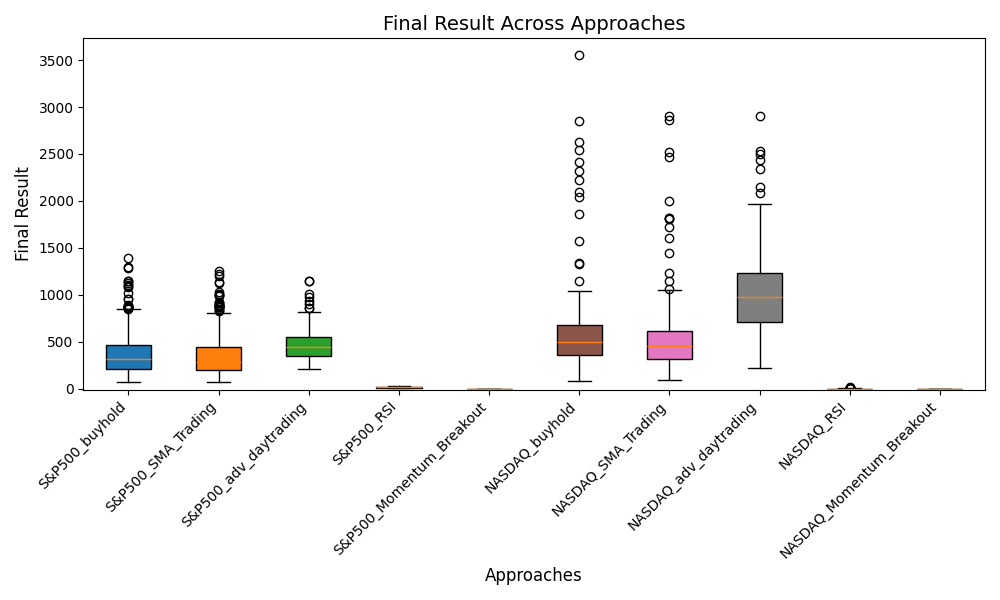 Final Result Across Approaches
Final Result
3500
3000
2500
2000
1500
1000
500
0
S&P500_buyhold
S&P500_SMA_Trading
S&P500_adv_daytrading
S&P500_RSI
S&P500_Momentum_Breakout
NASDAQ_buyhold
NASDAQ_SMA_Trading
NASDAQ_adv_daytrading
NASDAQ_RSI
NASDAQ_Momentum_Breakout
Approaches